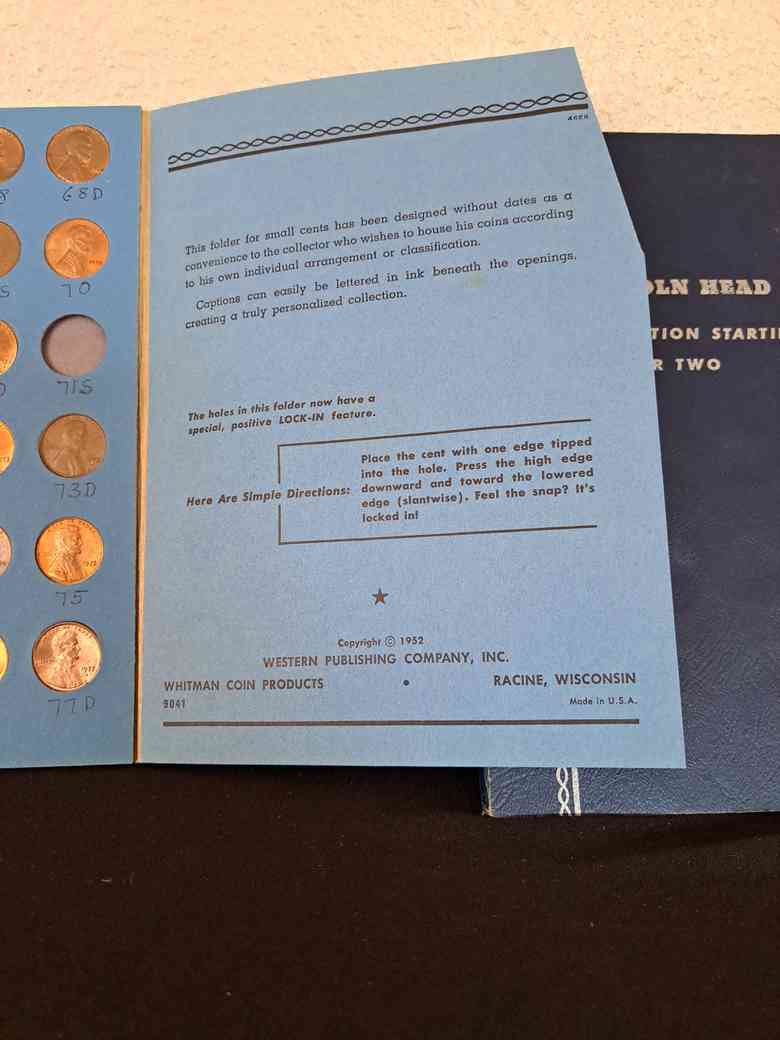 68D
70
71S
73D
75
77D
This folder for small cents has been designed without dates as a
convenience to the collector who wishes to house his coins according
to his own individual arrangement or classification.
Captions can easily be lettered in ink beneath the openings,
creating a truly personalized collection.
The holes in this folder now have a
special, positive LOCK-IN feature.
Here Are Simple Directions:
Place the cent with one edge tipped
into the hole. Press the high edge
downward and toward the lowered
edge (slantwise). Feel the snap? It's
locked in!
Copyright © 1952
WESTERN PUBLISHING COMPANY, INC.
WHITMAN COIN PRODUCTS • RACINE, WISCONSIN
9041 Made in U.S.A.
OLN HEAD
TION STARTI
R TWO